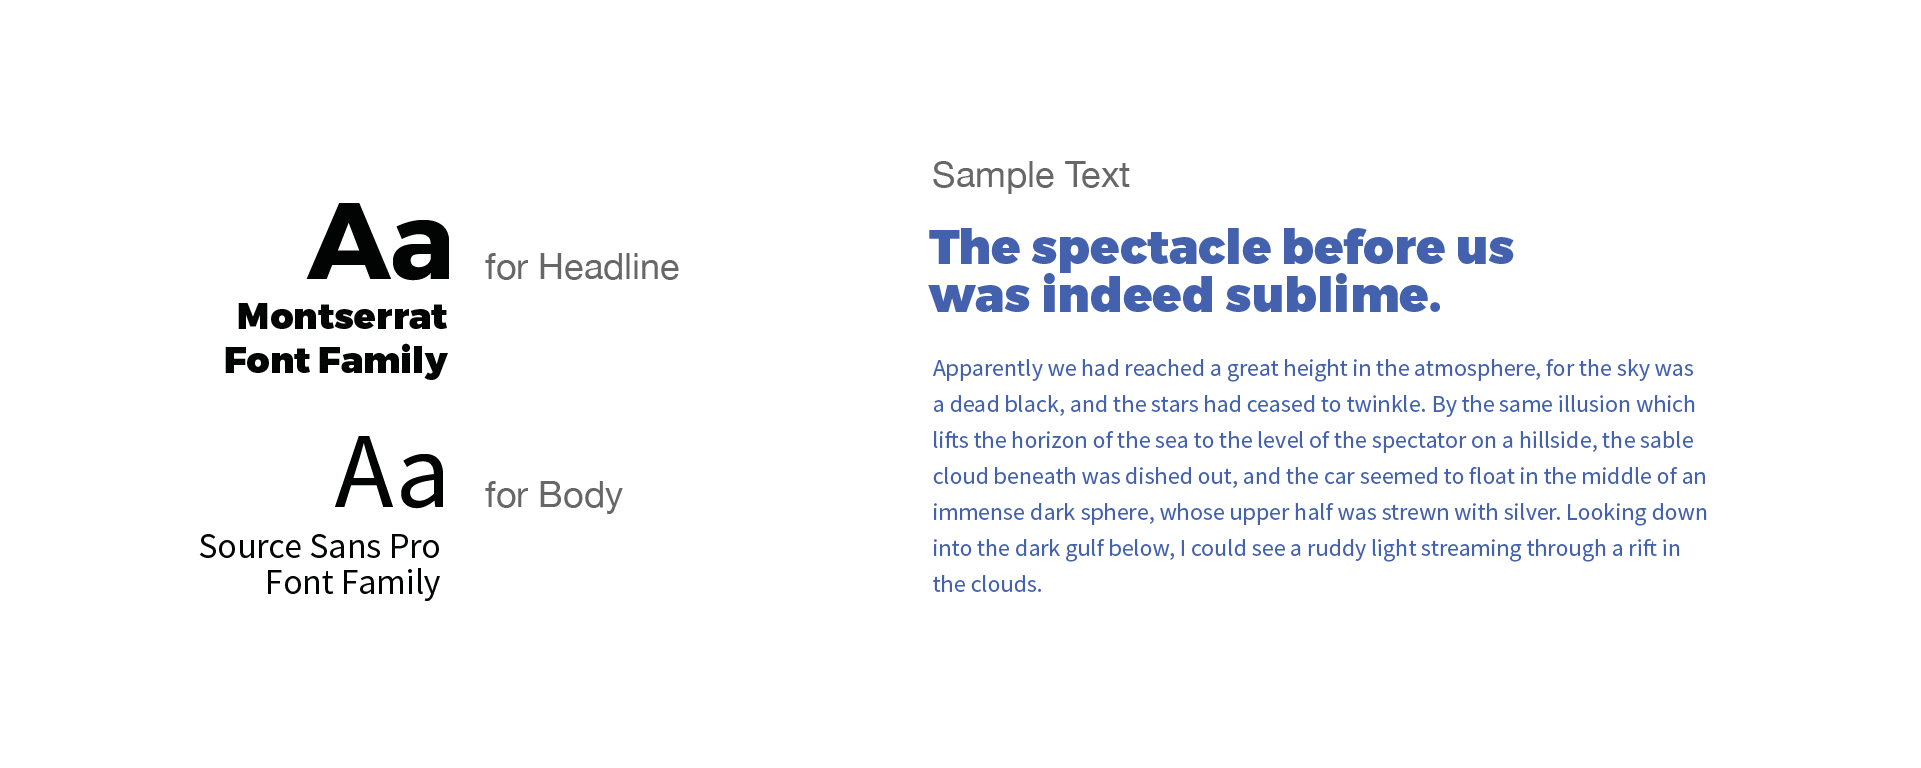 Aa for Headline
Montserrat
Font Family
Aa for Body
Source Sans Pro
Font Family
Sample Text
The spectacle before us
was indeed sublime.
Apparently we had reached a great height in the atmosphere, for the sky was
a dead black, and the stars had ceased to twinkle. By the same illusion which
lifts the horizon of the sea to the level of the spectator on a hillside, the sable
cloud beneath was dished out, and the car seemed to float in the middle of an
immense dark sphere, whose upper half was strewn with silver. Looking down
into the dark gulf below, I could see a ruddy light streaming through a rift in
the clouds.